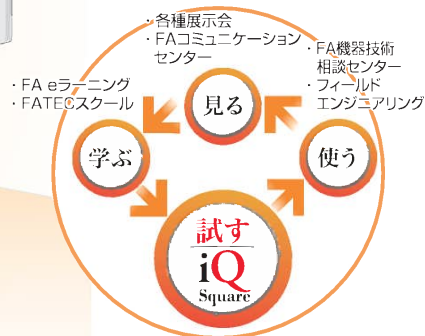 ・各種展示会
・FAコミュニケーション
センター
・FA機器技術
相談センター
・フィールド
エンジニアリング
・FA eラーニング
・FATECスクール
見る
学ぶ
使う
試す
iQ
Square